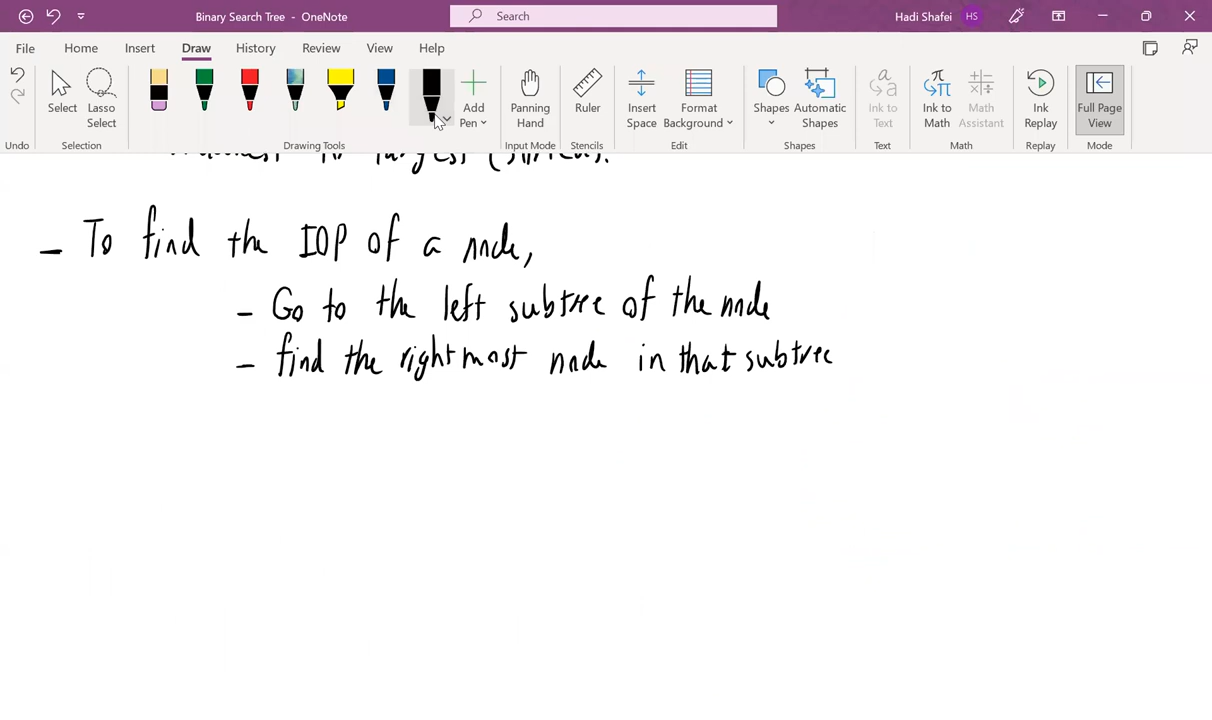 Binary Search Tree - OneNote
Search
Hadi Shafei HS
File Home Insert Draw History Review View Help
Select Lasso Select Add Pen Panning Hand Ruler Insert Space Format Background Shapes Automatic Shapes Ink to Text Ink to Math Math Assistant Ink Replay Full Page View
Undo Selection Drawing Tools Input Mode Stencils Edit Shapes Text Math Replay Mode
largest
- To find the IOP of a node,
- Go to the left subtree of the node
- find the rightmost node in that subtree